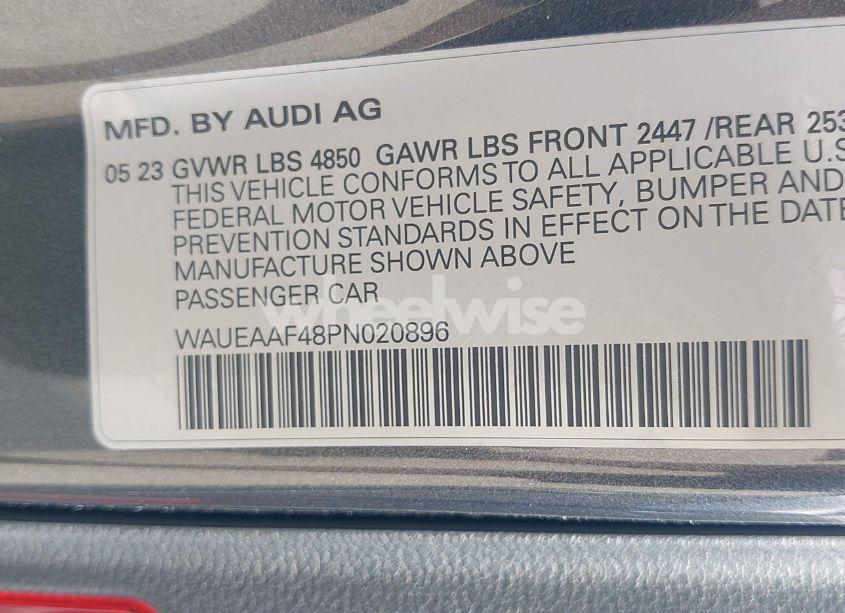 MFD. BY AUDI AG
05 23 GVWR LBS 4850 GAWR LBS FRONT 2447 /REAR 253
THIS VEHICLE CONFORMS TO ALL APPLICABLE U.S
FEDERAL MOTOR VEHICLE SAFETY, BUMPER AND
PREVENTION STANDARDS IN EFFECT ON THE DATE
MANUFACTURE SHOWN ABOVE
PASSENGER CAR
wheelwise
WAUEAAF48PN020896